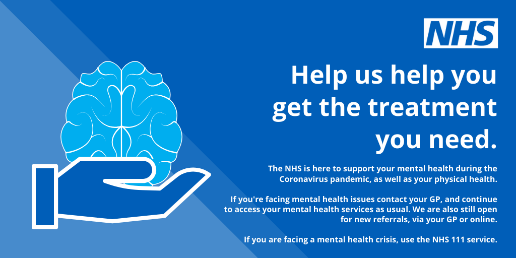 NHS
Help us help you
get the treatment
you need.
The NHS is here to support your mental health during the
Coronavirus pandemic, as well as your physical health.
If you're facing mental health issues contact your GP, and continue
to access your mental health services as usual. We are also still open
for new referrals, via your GP or online.
If you are facing a mental health crisis, use the NHS 111 service.